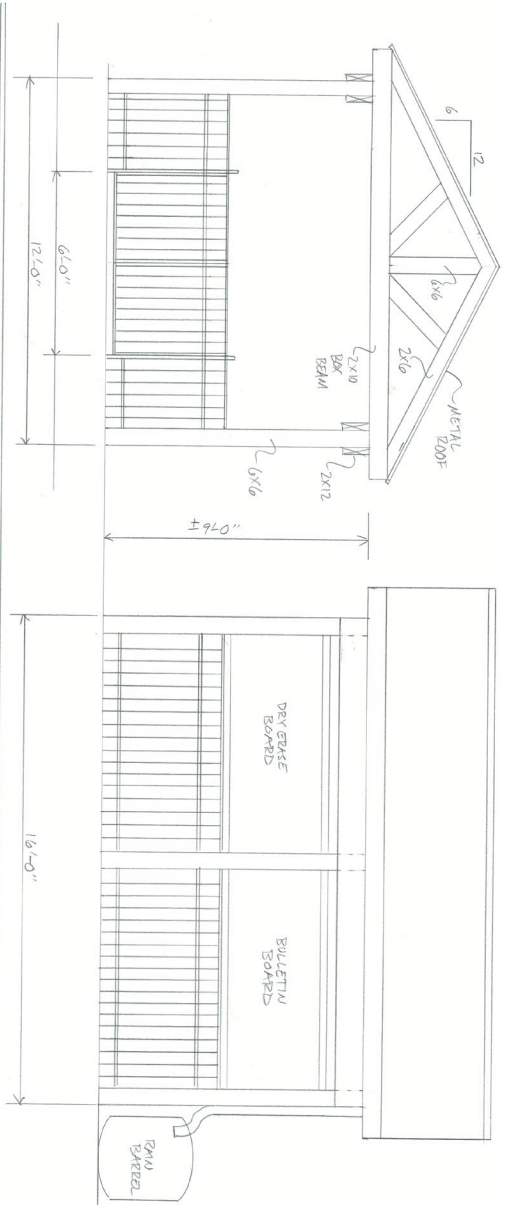 12
6
METAL
ROOF
6x6
2x6
2x10
BOX
BEAM
2x12
6x6
6'-0"
12'-0"
± 9'-0"
DRY ERASE
BOARD
BULLETIN
BOARD
RAIN
BARREL
16'-0"